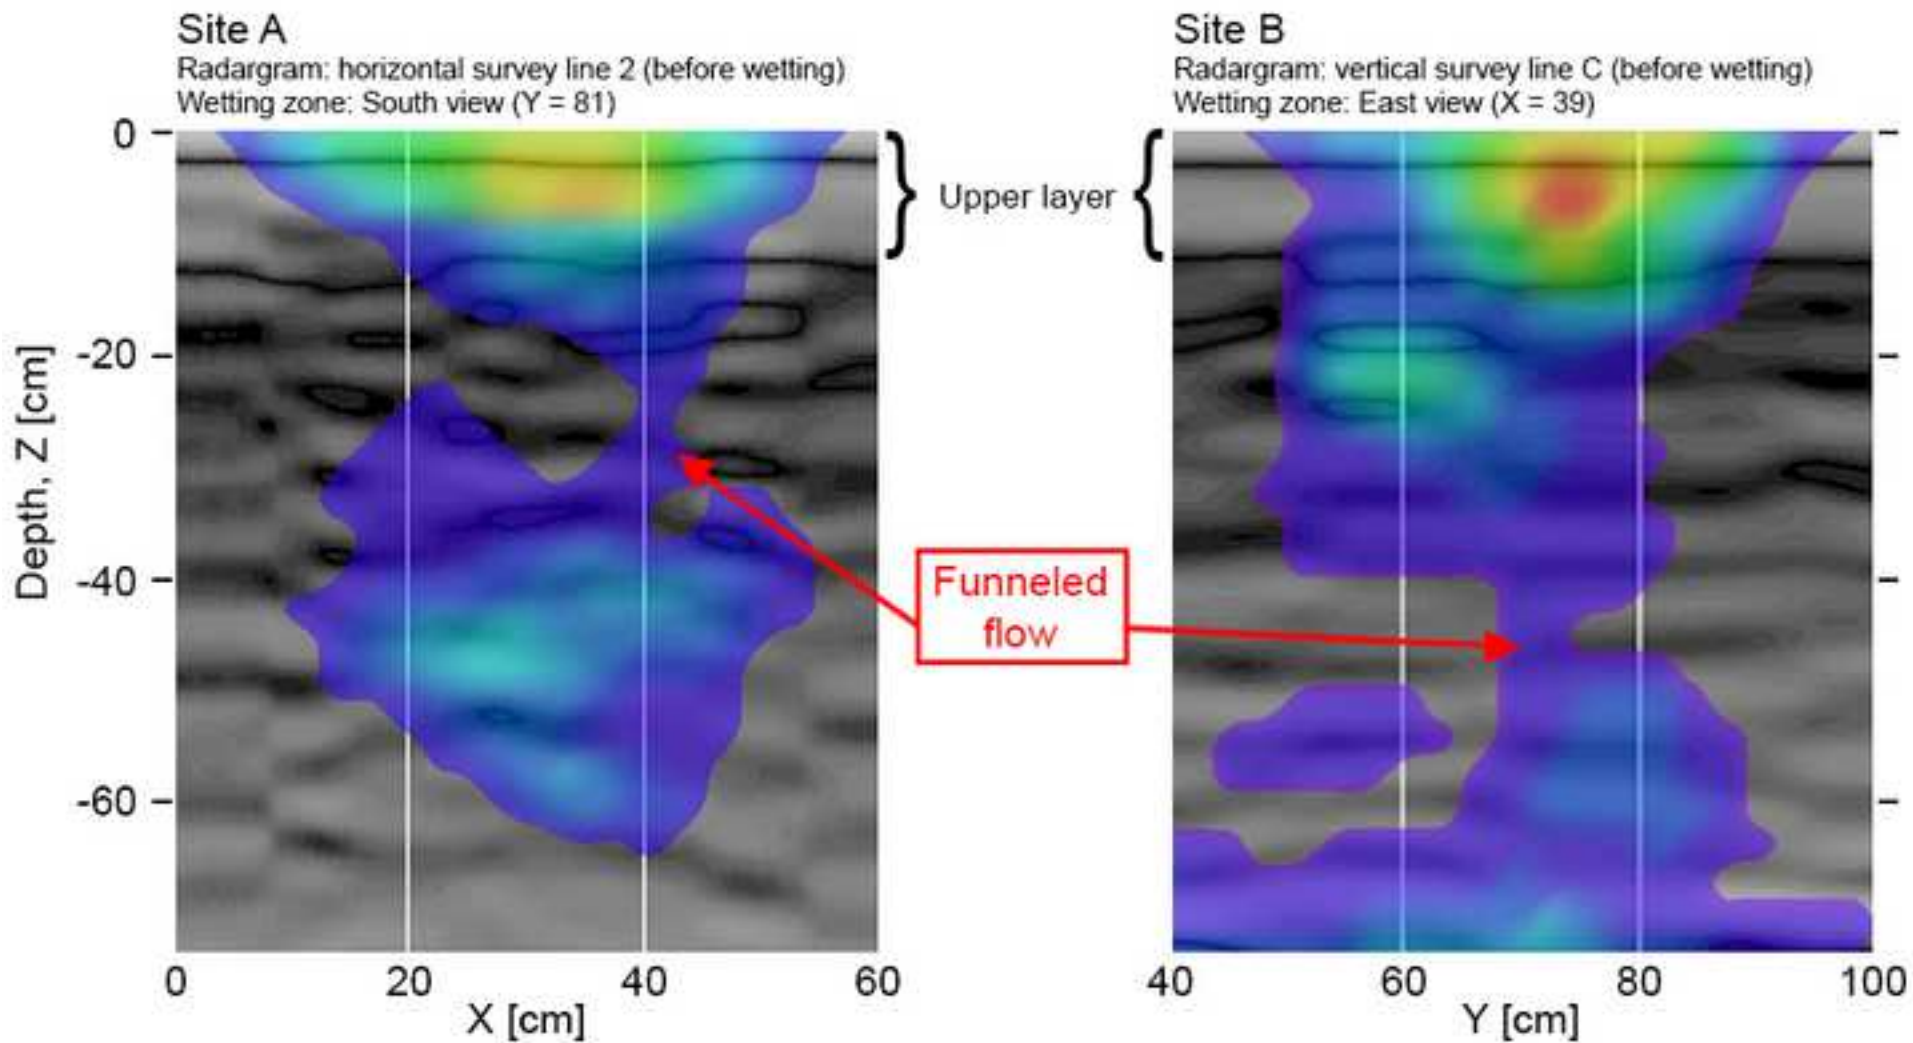 Site A
Radargram: horizontal survey line 2 (before wetting)
Wetting zone: South view (Y = 81)
Site B
Radargram: vertical survey line C (before wetting)
Wetting zone: East view (X = 39)
Upper layer
Funneled
flow
Depth, Z [cm]
0
-20
-40
-60
0 20 40 60
X [cm]
40 60 80 100
Y [cm]